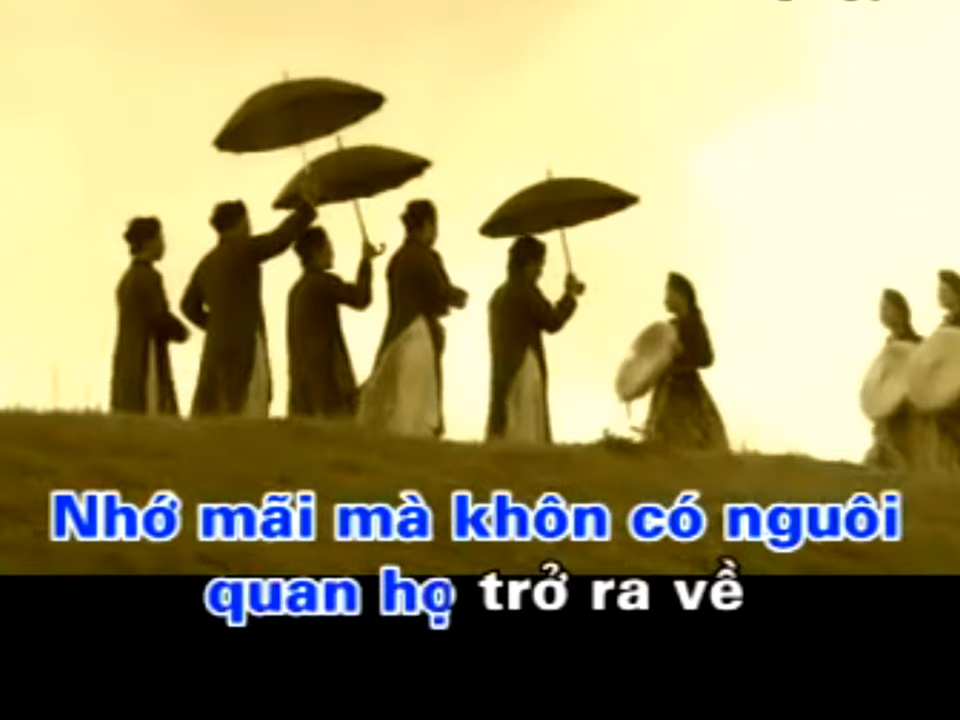 Nhớ mãi mà khôn có nguôi
quan họ trở ra về